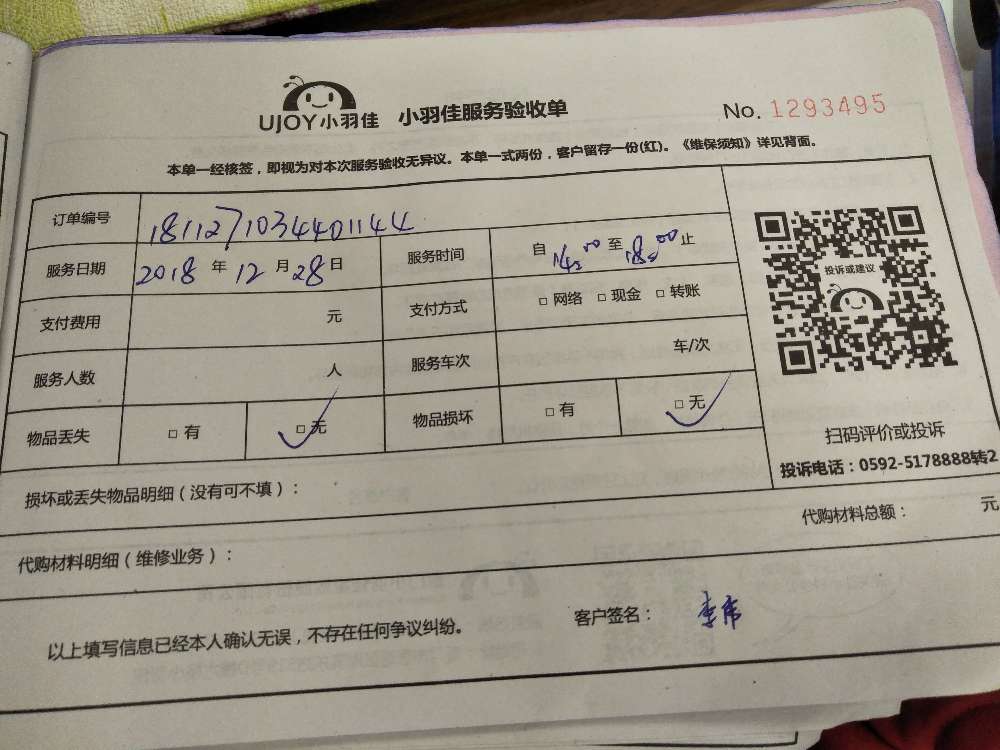 UJOY小羽佳 小羽佳服务验收单 No. 1293495
本单一经核签，即视为对本次服务验收无异议。本单一式两份，客户留存一份(红)。《维保须知》详见背面。
订单编号 1811271034401144
服务日期 2018 年 12 月 28 日 服务时间 自 14:00 至 18:00 止
投诉或建议
支付费用 元 支付方式 □ 网络 □ 现金 □ 转账
服务人数 人 服务车次 车/次
物品丢失 □ 有 □ 无 物品损坏 □ 有 □ 无
扫码评价或投诉
投诉电话：0592-5178888转2
损坏或丢失物品明细（没有可不填）：
代购材料明细（维修业务）： 代购材料总额： 元
以上填写信息已经本人确认无误，不存在任何争议纠纷。 客户签名：